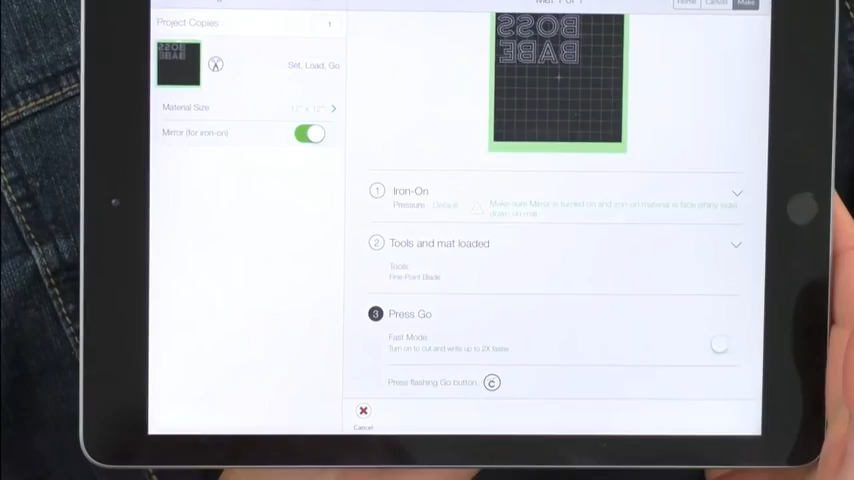 Home
Canvas
Make
Mat 1 of 1
Project Copies
1
BOSS
BABE
BOSS
BABE
Set, Load, Go
Material Size
12" x 12"
Mirror (for iron-on)
1 Iron-On
Pressure : Default
Make sure Mirror is turned on and iron-on material is face (shiny side)
down on mat.
2 Tools and mat loaded
Tools:
Fine-Point Blade
3 Press Go
Fast Mode
Turn on to cut and write up to 2X faster
Press flashing Go button
C
Cancel